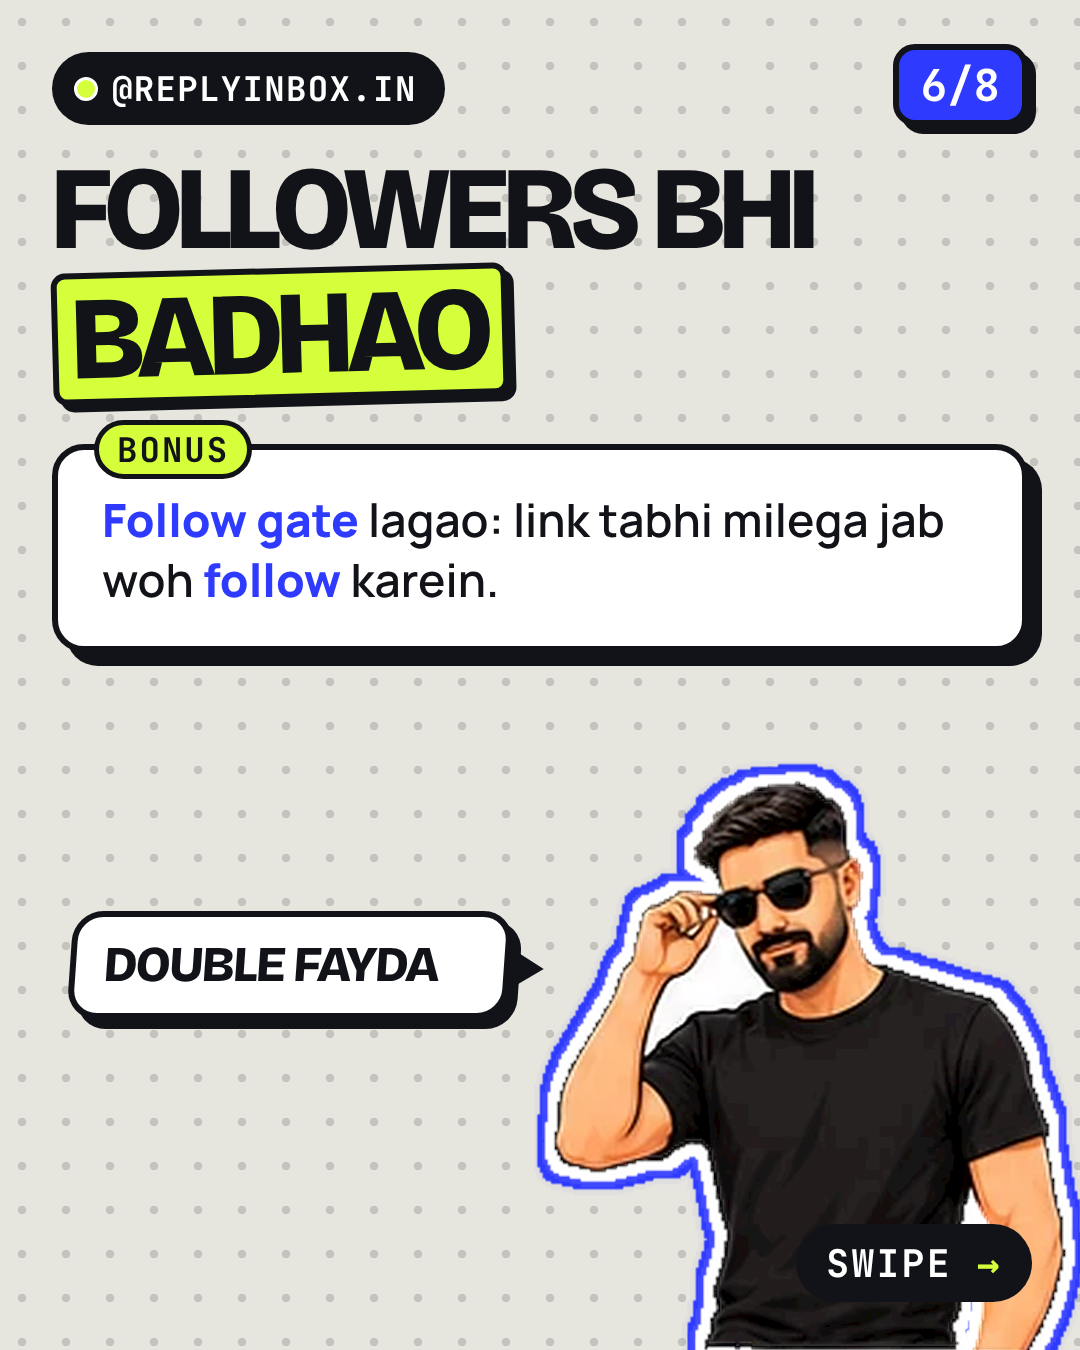 @REPLYINBOX.IN
6/8
FOLLOWERS BHI
BADHAO
BONUS
Follow gate lagao: link tabhi milega jab
woh follow karein.
DOUBLE FAYDA
SWIPE →